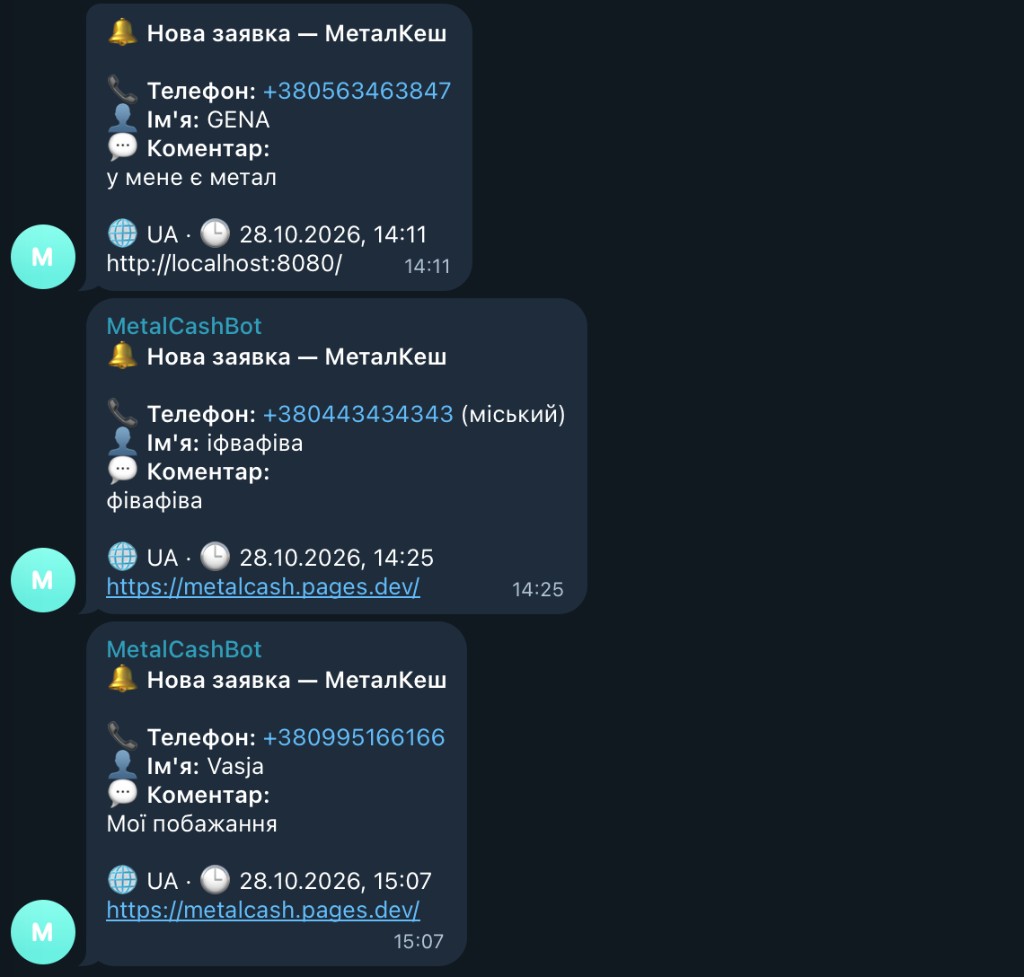 🔔 Нова заявка — МеталКеш
📞 Телефон: +380563463847
👤 Ім'я: GENA
💬 Коментар:
у мене є метал
🌐 UA · 🕒 28.10.2026, 14:11
http://localhost:8080/ 14:11
M
MetalCashBot
🔔 Нова заявка — МеталКеш
📞 Телефон: +380443434343 (міський)
👤 Ім'я: іфвафіва
💬 Коментар:
фівафіва
🌐 UA · 🕒 28.10.2026, 14:25
https://metalcash.pages.dev/ 14:25
M
MetalCashBot
🔔 Нова заявка — МеталКеш
📞 Телефон: +380995166166
👤 Ім'я: Vasja
💬 Коментар:
Мої побажання
🌐 UA · 🕒 28.10.2026, 15:07
https://metalcash.pages.dev/
15:07
M